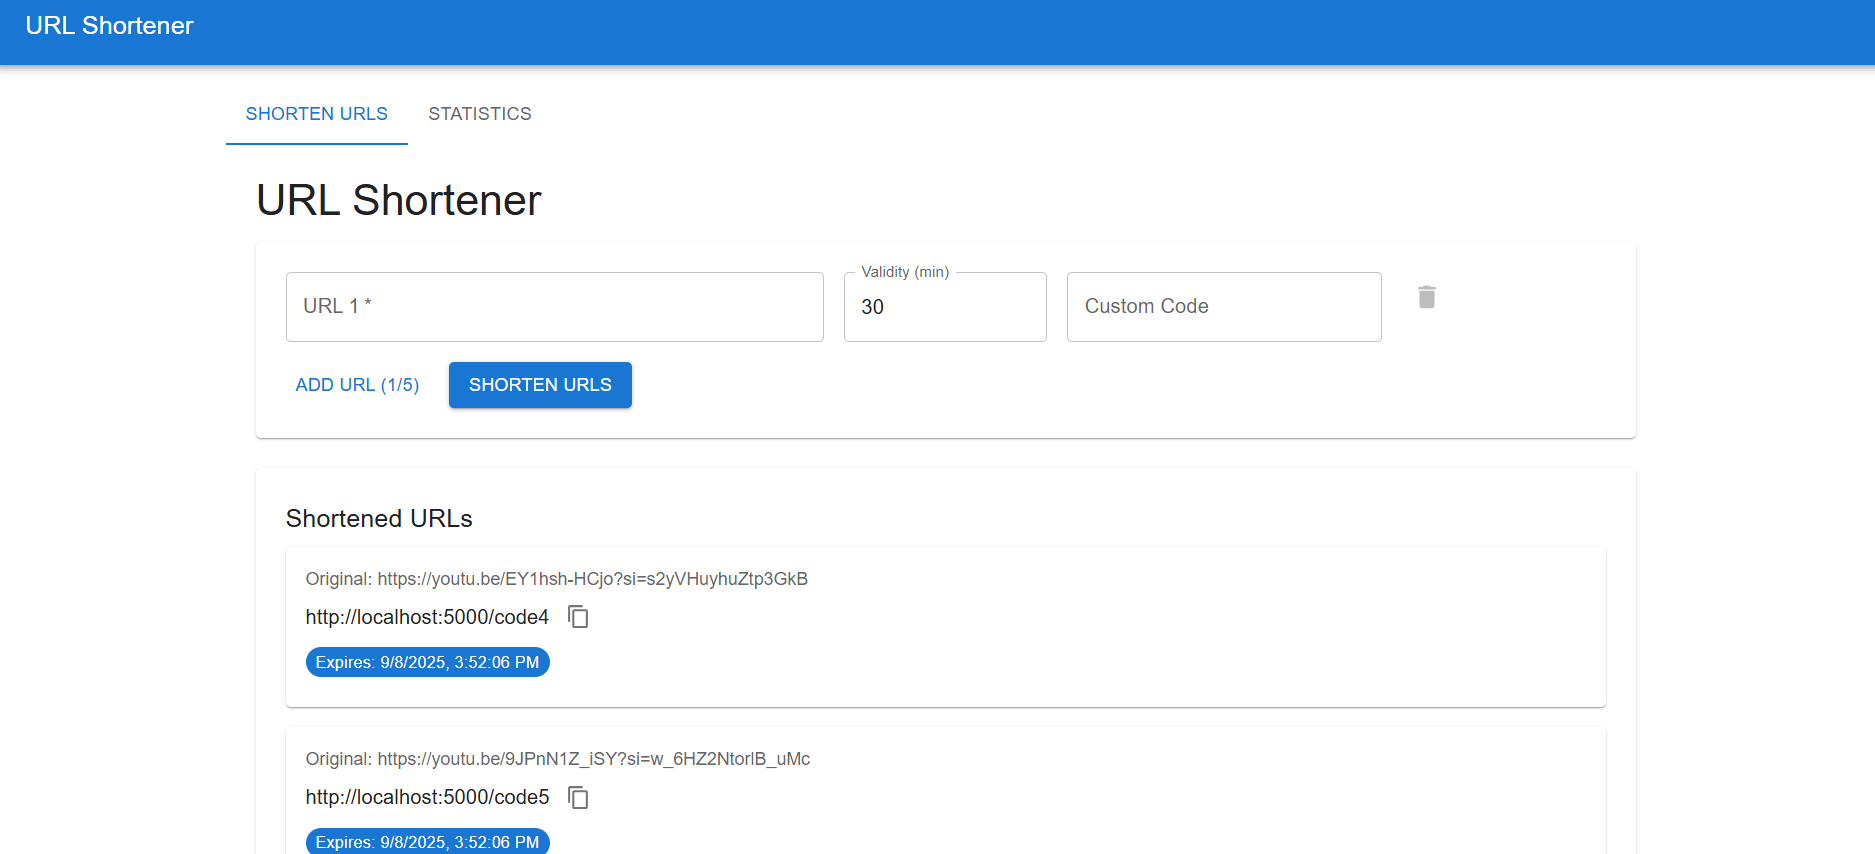 URL Shortener
SHORTEN URLS STATISTICS
URL Shortener
Validity (min)
URL 1 * 30 Custom Code
ADD URL (1/5) SHORTEN URLS
Shortened URLs
Original: https://youtu.be/EY1hsh-HCjo?si=s2yVHuyhuZtp3GkB
http://localhost:5000/code4
Expires: 9/8/2025, 3:52:06 PM
Original: https://youtu.be/9JPnN1Z_iSY?si=w_6HZ2NtorlB_uMc
http://localhost:5000/code5
Expires: 9/8/2025, 3:52:06 PM